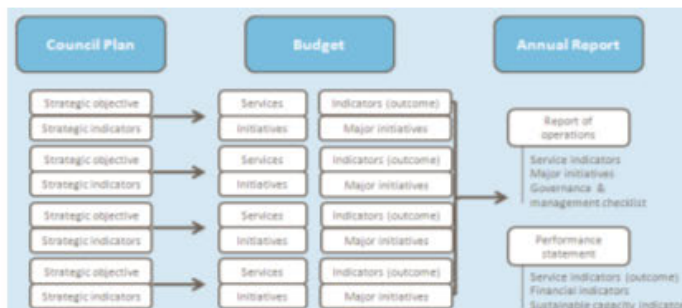 Council Plan
Budget
Annual Report
Strategic objective
Strategic indicators
Services
Initiatives
Indicators (outcome)
Major initiatives
Strategic objective
Strategic indicators
Services
Initiatives
Indicators (outcome)
Major initiatives
Strategic objective
Strategic indicators
Services
Initiatives
Indicators (outcome)
Major initiatives
Strategic objective
Strategic indicators
Services
Initiatives
Indicators (outcome)
Major initiatives
Report of
operations
Service indicators
Major initiatives
Governance &
management checklist
Performance
statement
Service indicators (outcome)
Financial indicators
Sustainable capacity indicator